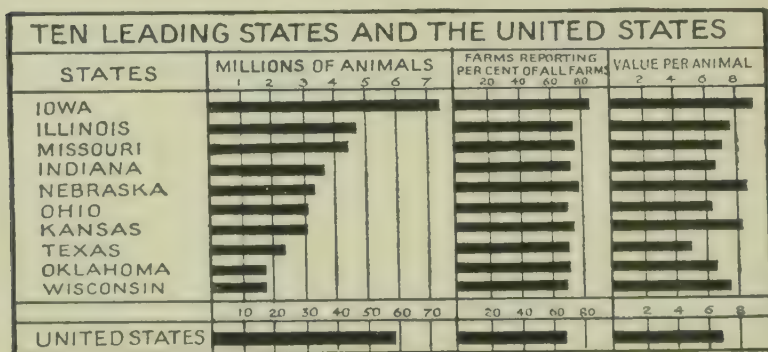 TEN LEADING STATES AND THE UNITED STATES
STATES
MILLIONS OF ANIMALS
1 2 3 4 5 6 7
FARMS REPORTING
PER CENT OF ALL FARMS
20 40 60 80
VALUE PER ANIMAL
2 4 6 8
IOWA
ILLINOIS
MISSOURI
INDIANA
NEBRASKA
OHIO
KANSAS
TEXAS
OKLAHOMA
WISCONSIN
10 20 30 40 50 60 70
20 40 60 80
2 4 6 8
UNITED STATES